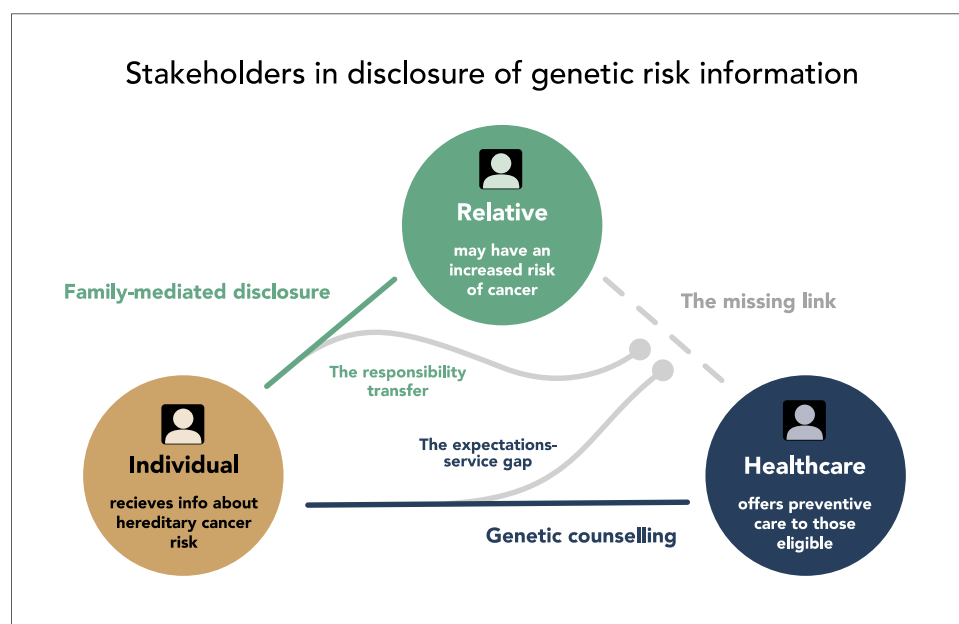 Stakeholders in disclosure of genetic risk information
Relative
may have an
increased risk
of cancer
Family-mediated disclosure
The missing link
The responsibility
transfer
The expectations-
service gap
Individual
recieves info about
hereditary cancer
risk
Healthcare
offers preventive
care to those
eligible
Genetic counselling